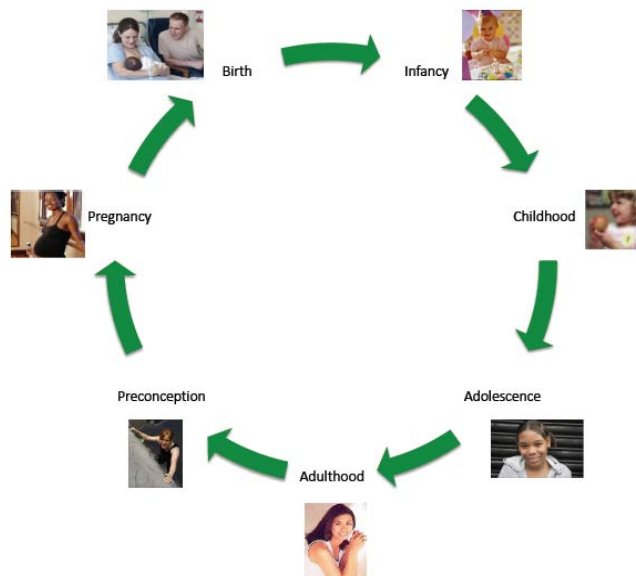 Birth
Infancy
Childhood
Adolescence
Adulthood
Preconception
Pregnancy